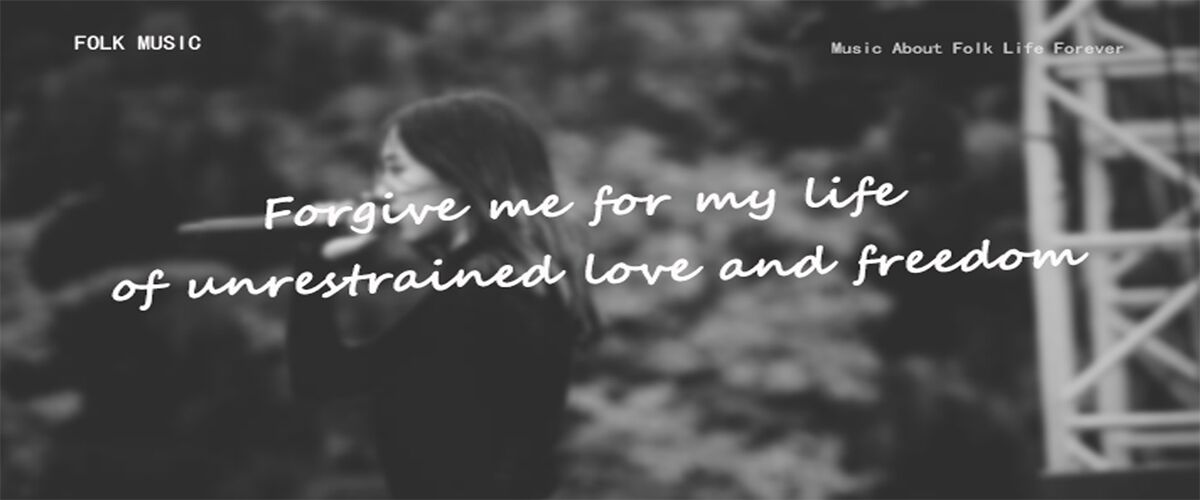 FOLK MUSIC
Music About Folk Life Forever
Forgive me for my life
of unrestrained love and freedom